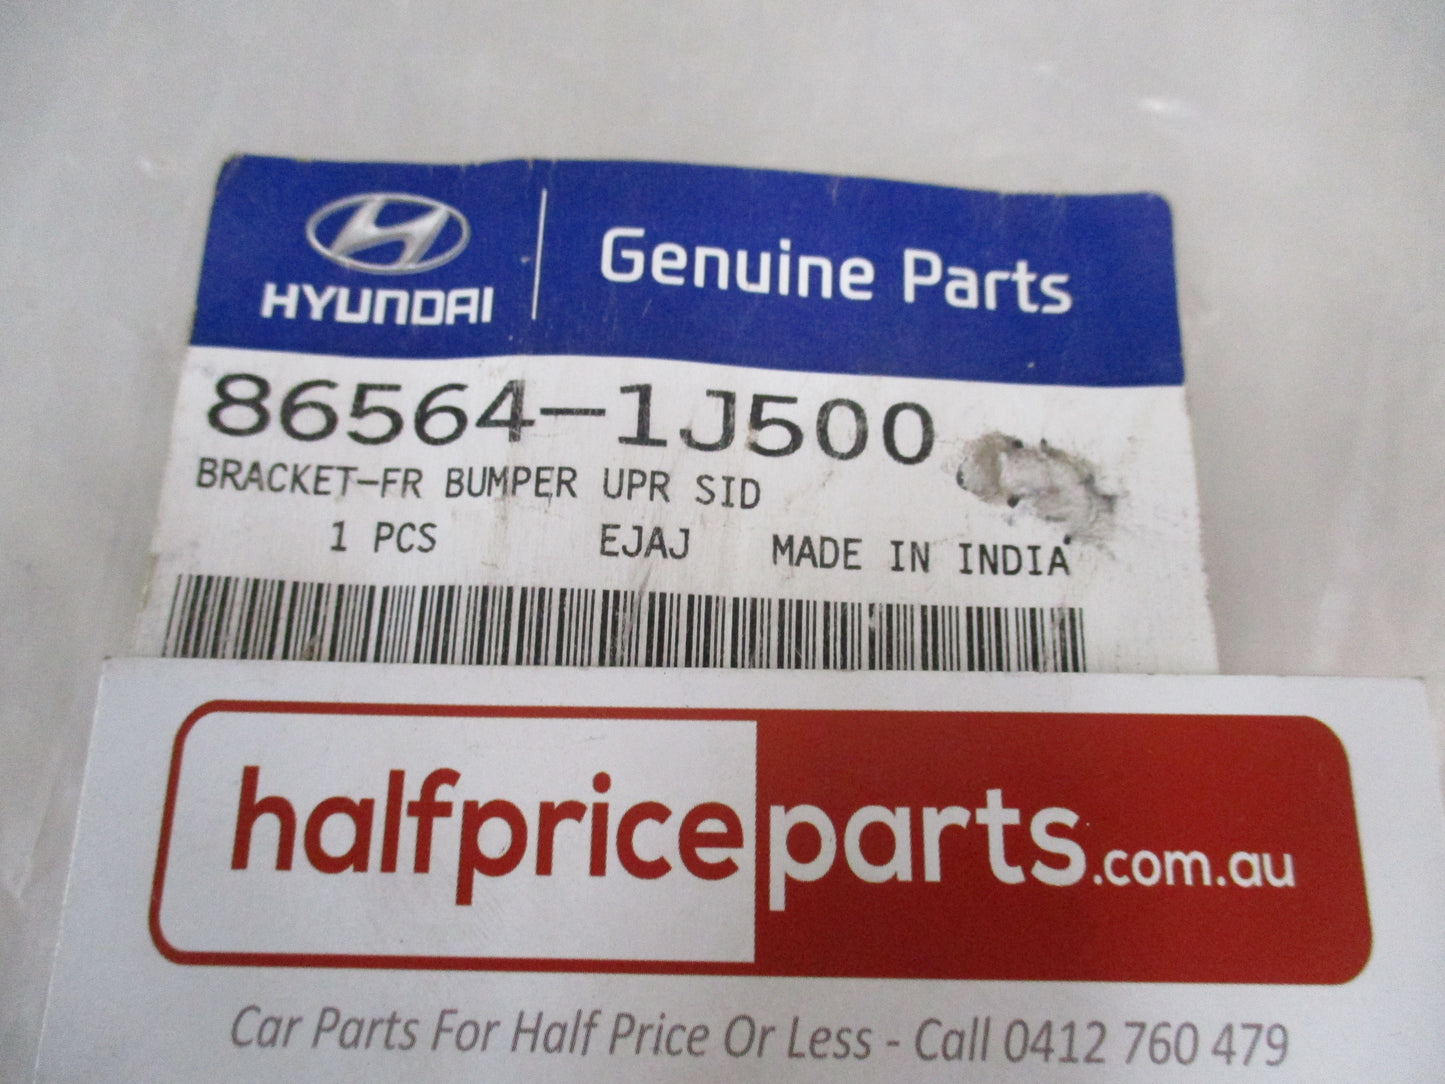 HYUNDAI
Genuine Parts
86564-1J500
BRACKET-FR BUMPER UPR SID
1 PCS EJAJ MADE IN INDIA
halfpriceparts.com.au
Car Parts For Half Price Or Less - Call 0412 760 479